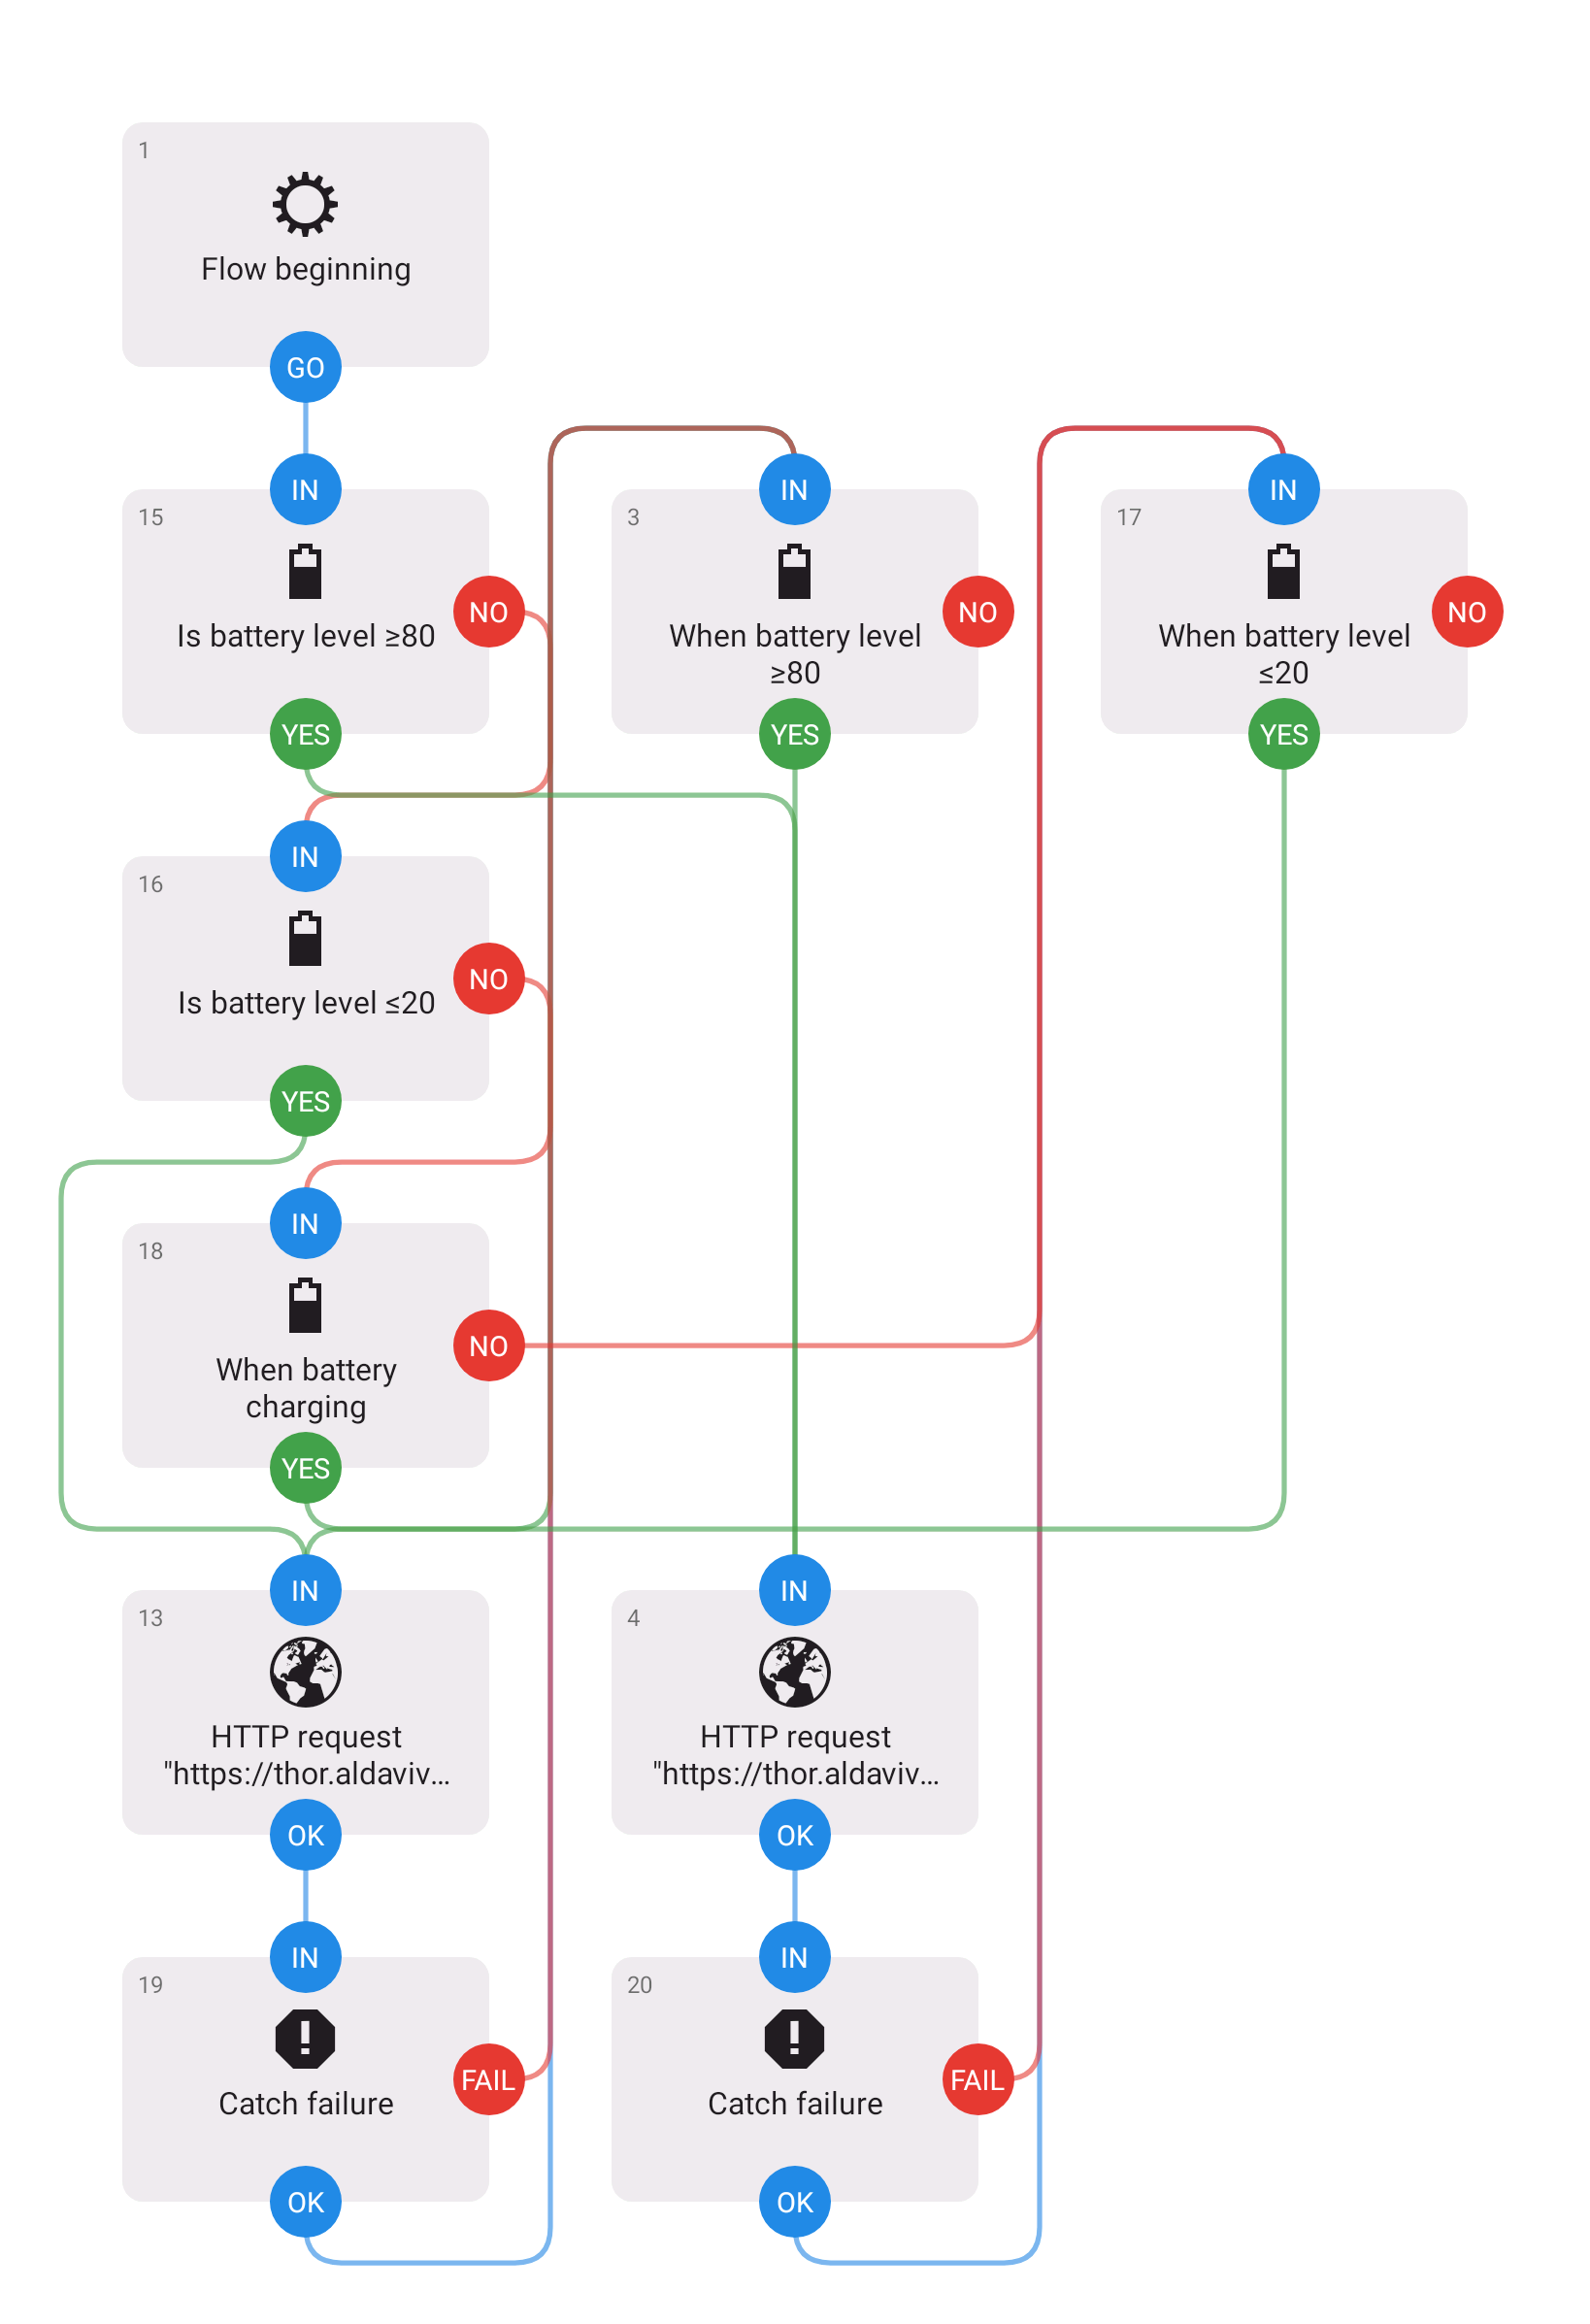 1
Flow beginning
GO
IN
IN
IN
15
Is battery level ≥80
NO
YES
3
When battery level
≥80
NO
YES
17
When battery level
≤20
NO
YES
IN
16
Is battery level ≤20
NO
YES
IN
18
When battery
charging
NO
YES
IN
IN
13
HTTP request
"https://thor.aldaviv...
OK
4
HTTP request
"https://thor.aldaviv...
OK
IN
IN
19
Catch failure
FAIL
OK
20
Catch failure
FAIL
OK